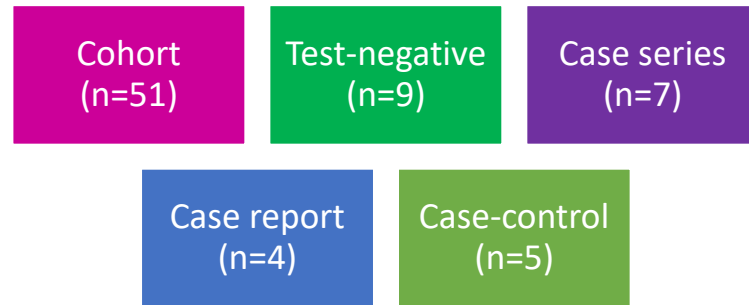 Cohort
(n=51)
Test-negative
(n=9)
Case series
(n=7)
Case report
(n=4)
Case-control
(n=5)